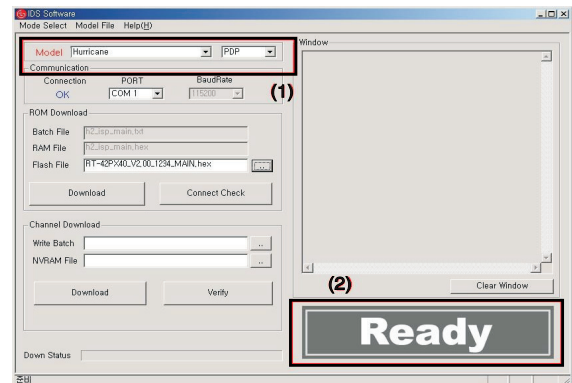 IDS Software
Mode Select Model File Help(H)
Model Hurricane PDP
Communication
Connection PORT BaudRate
OK COM 1 115200
(1)
ROM Download
Batch File h2_isp_main.txt
RAM File h2_isp_main.hex
Flash File RT-42PX40_V2.00_1234_MAIN.hex ...
Download Connect Check
Channel Download
Write Batch ..
NVRAM File ..
Download Verify
Down Status
Window
(2)
Clear Window
Ready
준비